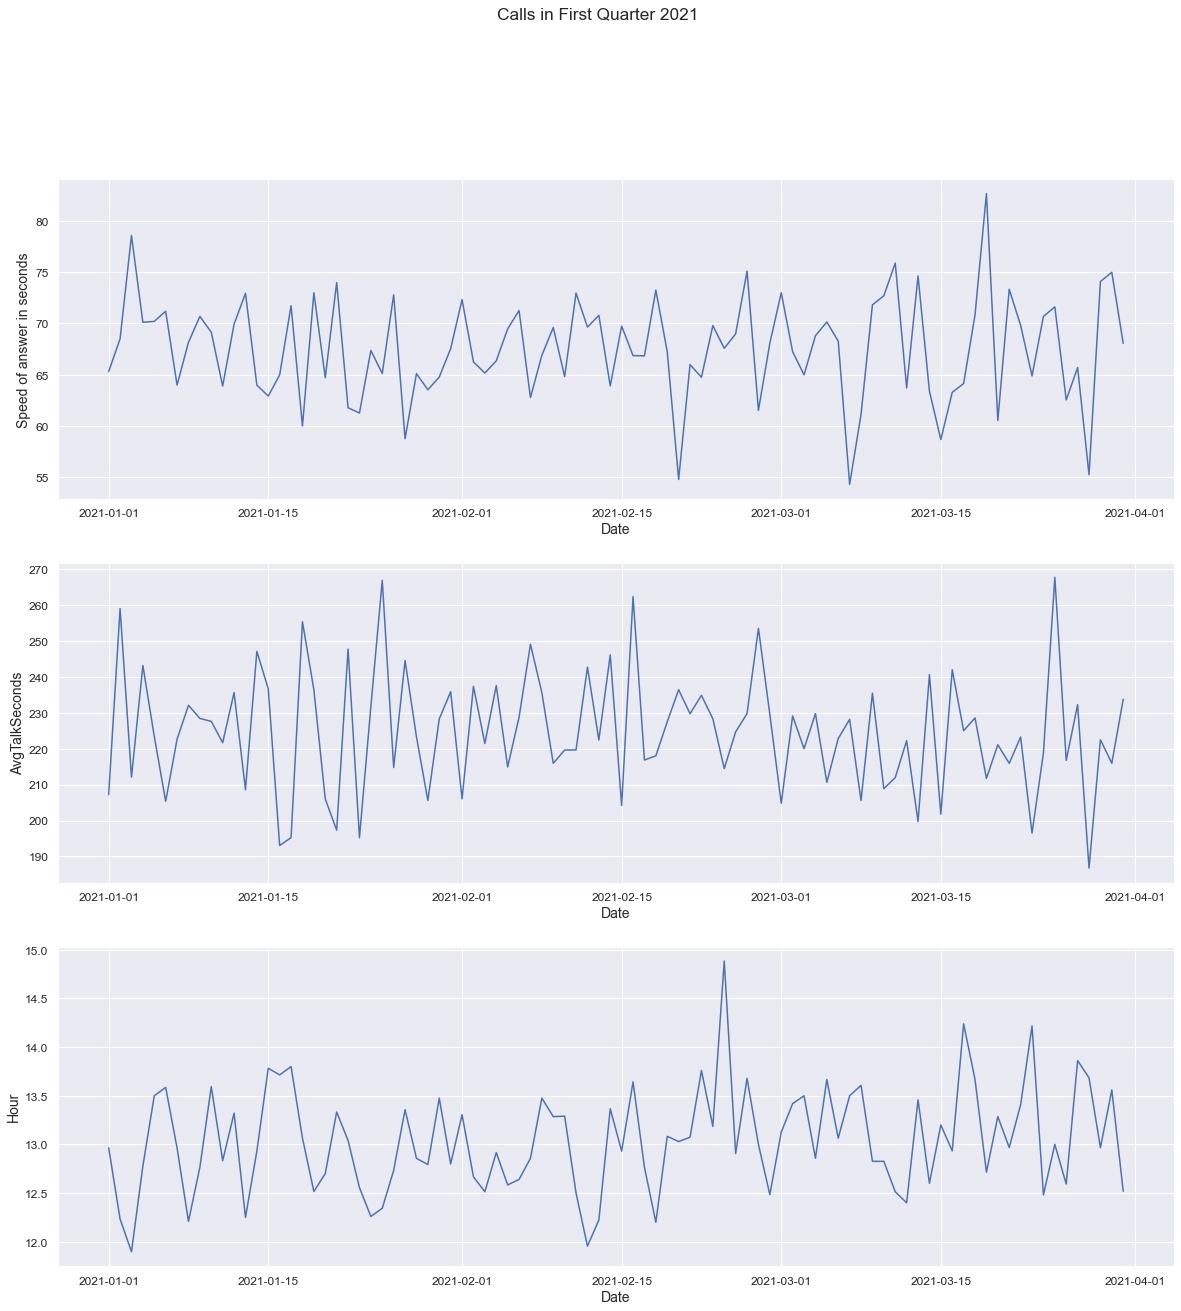 Calls in First Quarter 2021
80
75
70
65
60
55
Speed of answer in seconds
2021-01-01 2021-01-15 2021-02-01 2021-02-15 2021-03-01 2021-03-15 2021-04-01
Date
270
260
250
240
230
220
210
200
190
AvgTalkSeconds
2021-01-01 2021-01-15 2021-02-01 2021-02-15 2021-03-01 2021-03-15 2021-04-01
Date
15.0
14.5
14.0
13.5
13.0
12.5
12.0
Hour
2021-01-01 2021-01-15 2021-02-01 2021-02-15 2021-03-01 2021-03-15 2021-04-01
Date